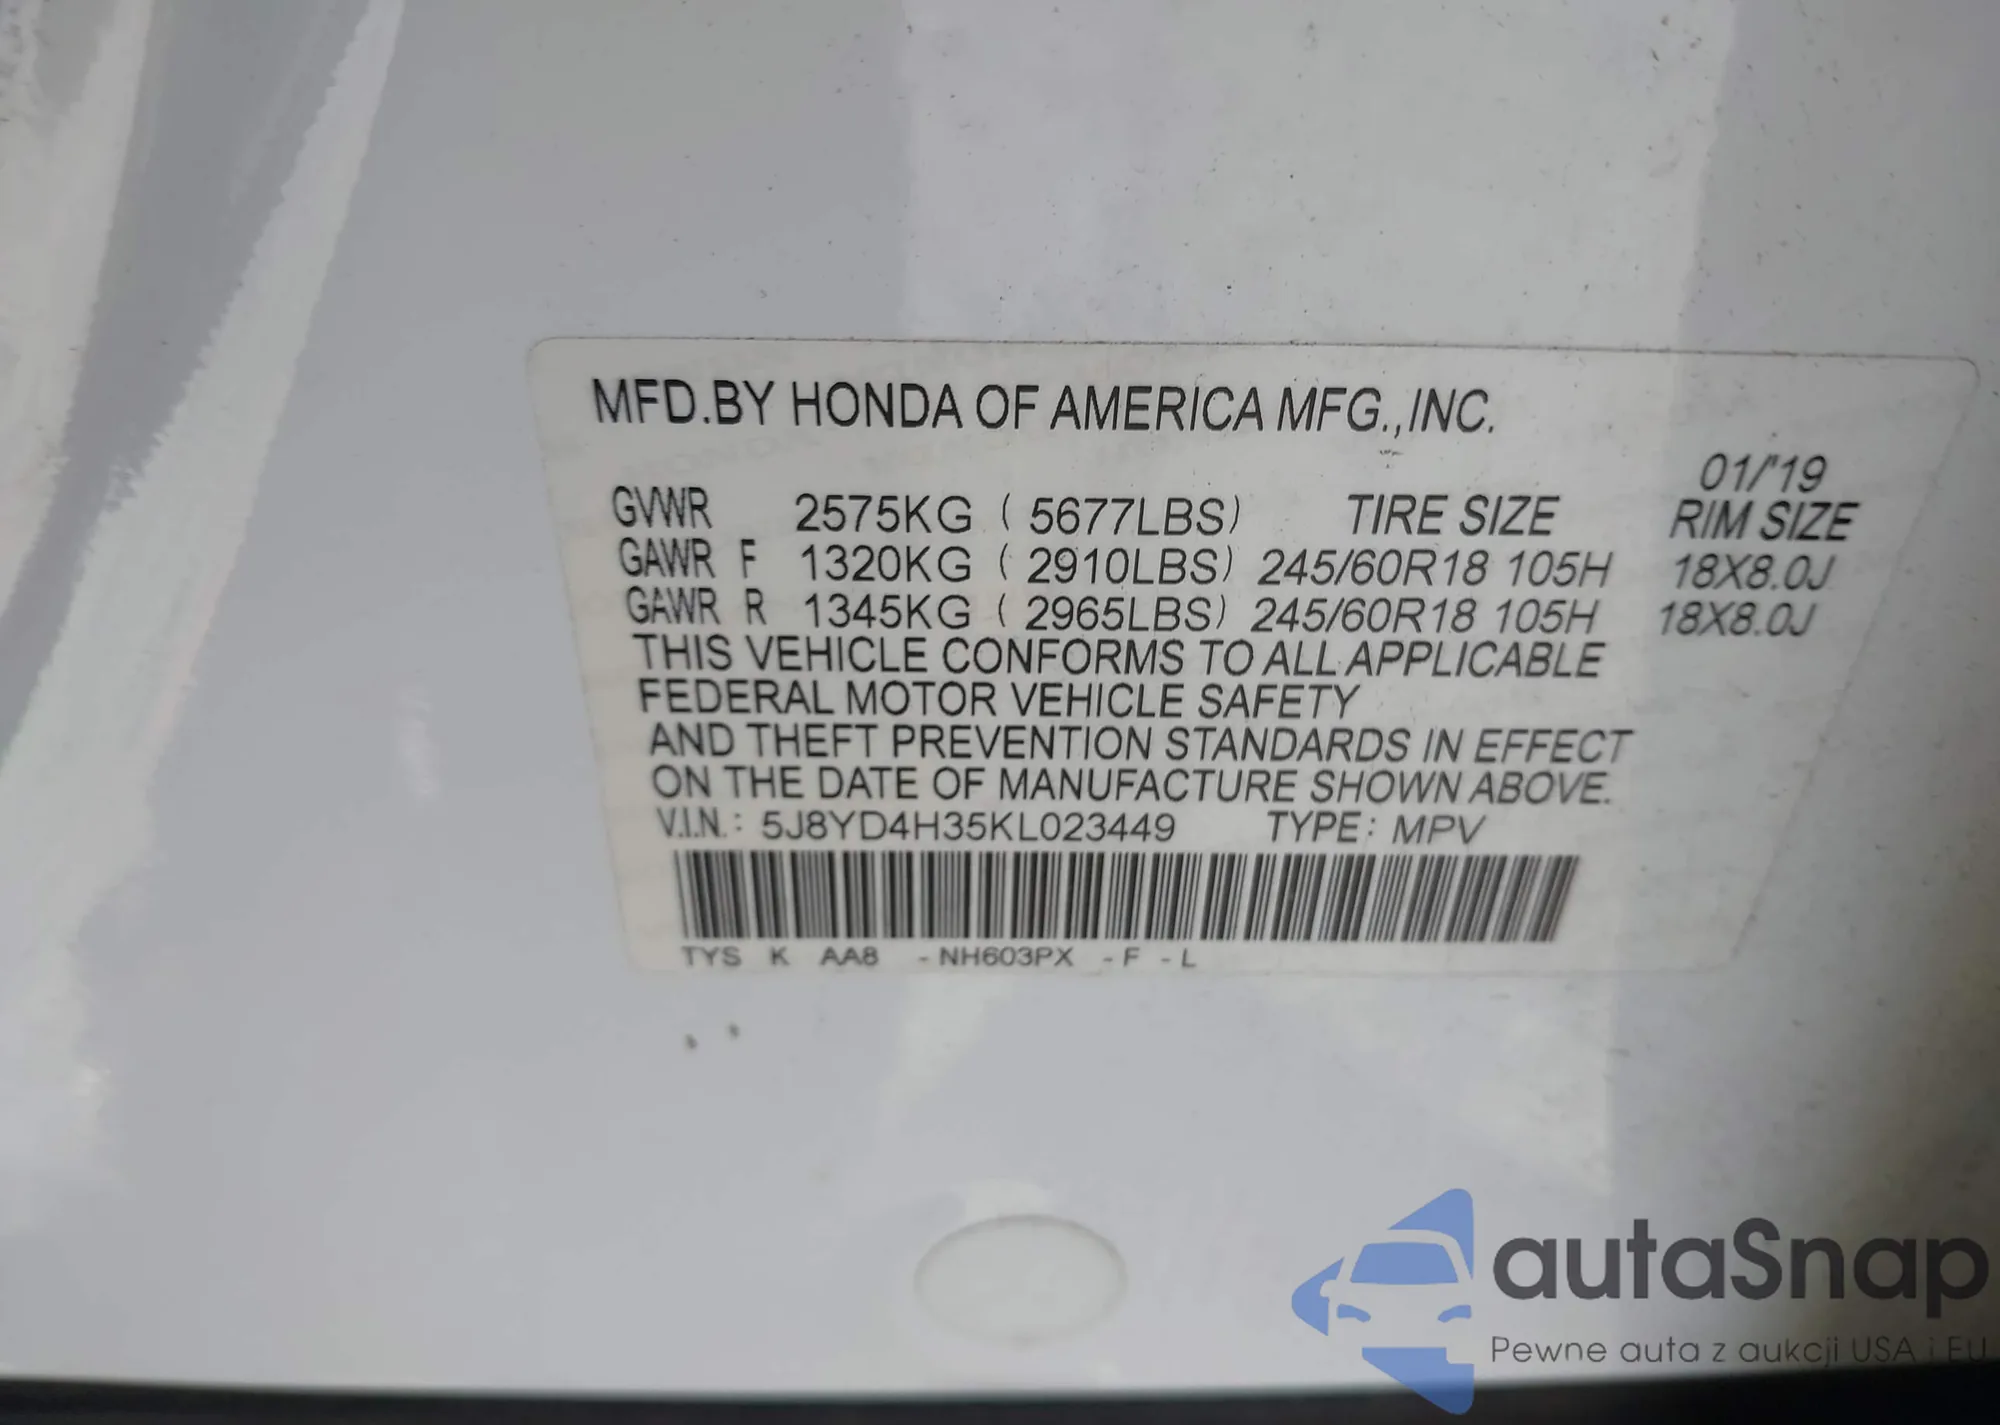 MFD.BY HONDA OF AMERICA MFG.,INC.
01/'19
GVWR 2575KG ( 5677LBS) TIRE SIZE RIM SIZE
GAWR F 1320KG ( 2910LBS) 245/60R18 105H 18X8.0J
GAWR R 1345KG ( 2965LBS) 245/60R18 105H 18X8.0J
THIS VEHICLE CONFORMS TO ALL APPLICABLE
FEDERAL MOTOR VEHICLE SAFETY
AND THEFT PREVENTION STANDARDS IN EFFECT
ON THE DATE OF MANUFACTURE SHOWN ABOVE.
V.I.N.: 5J8YD4H35KL023449 TYPE: MPV
TYS K AA8 -NH603PX -F -L
autaSnap
Pewne auta z aukcji USA i EU